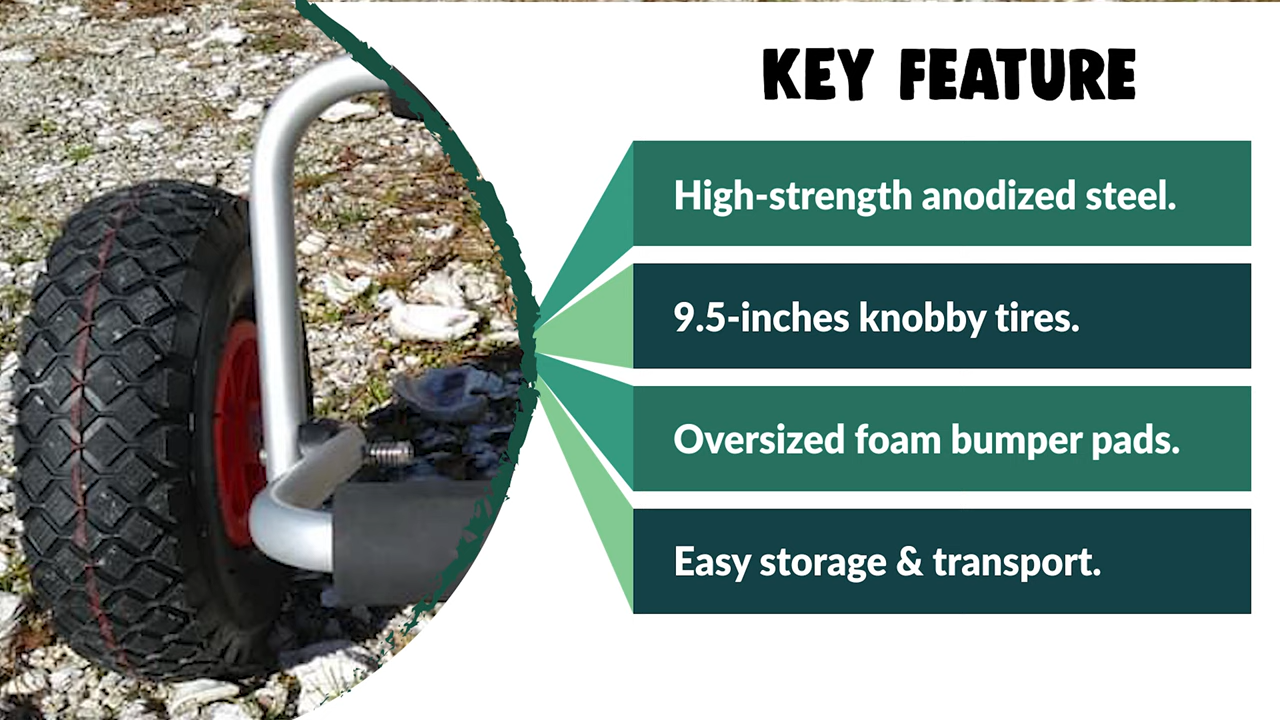 KEY FEATURE
High-strength anodized steel.
9.5-inches knobby tires.
Oversized foam bumper pads.
Easy storage & transport.